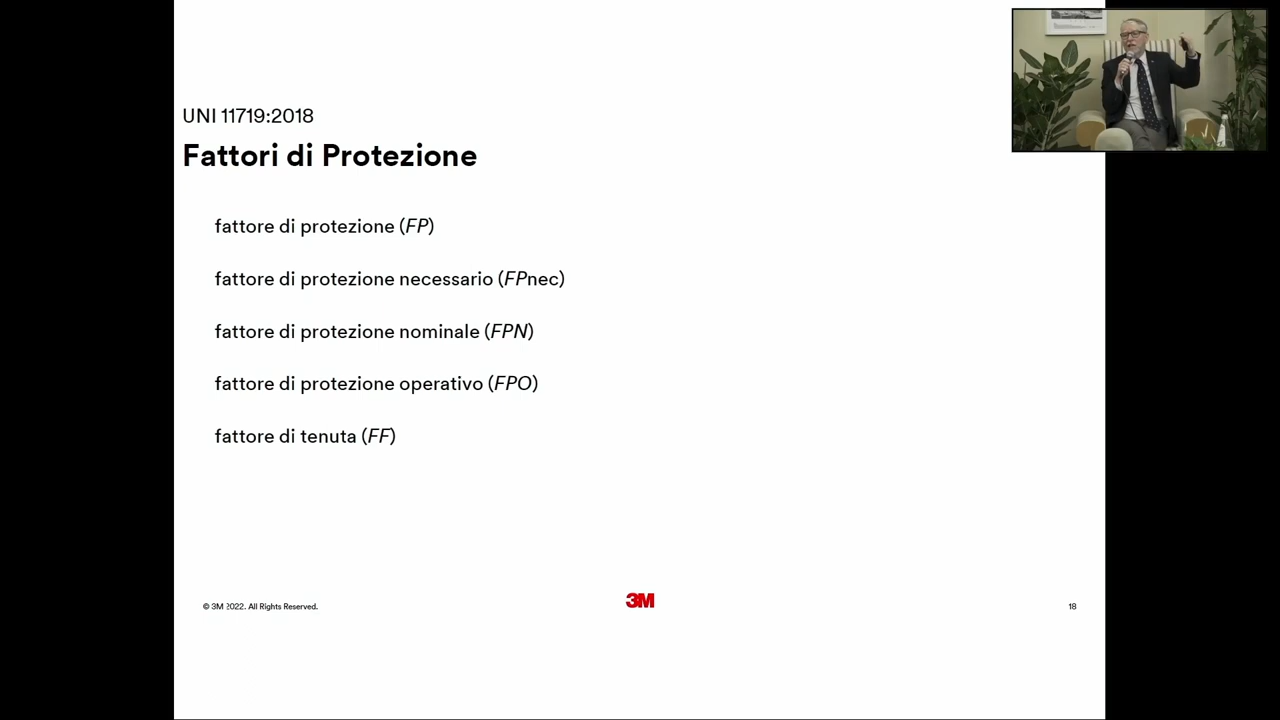 UNI 11719:2018
Fattori di Protezione
fattore di protezione (FP)
fattore di protezione necessario (FPnec)
fattore di protezione nominale (FPN)
fattore di protezione operativo (FPO)
fattore di tenuta (FF)
© 3M 2022. All Rights Reserved.
3M
18